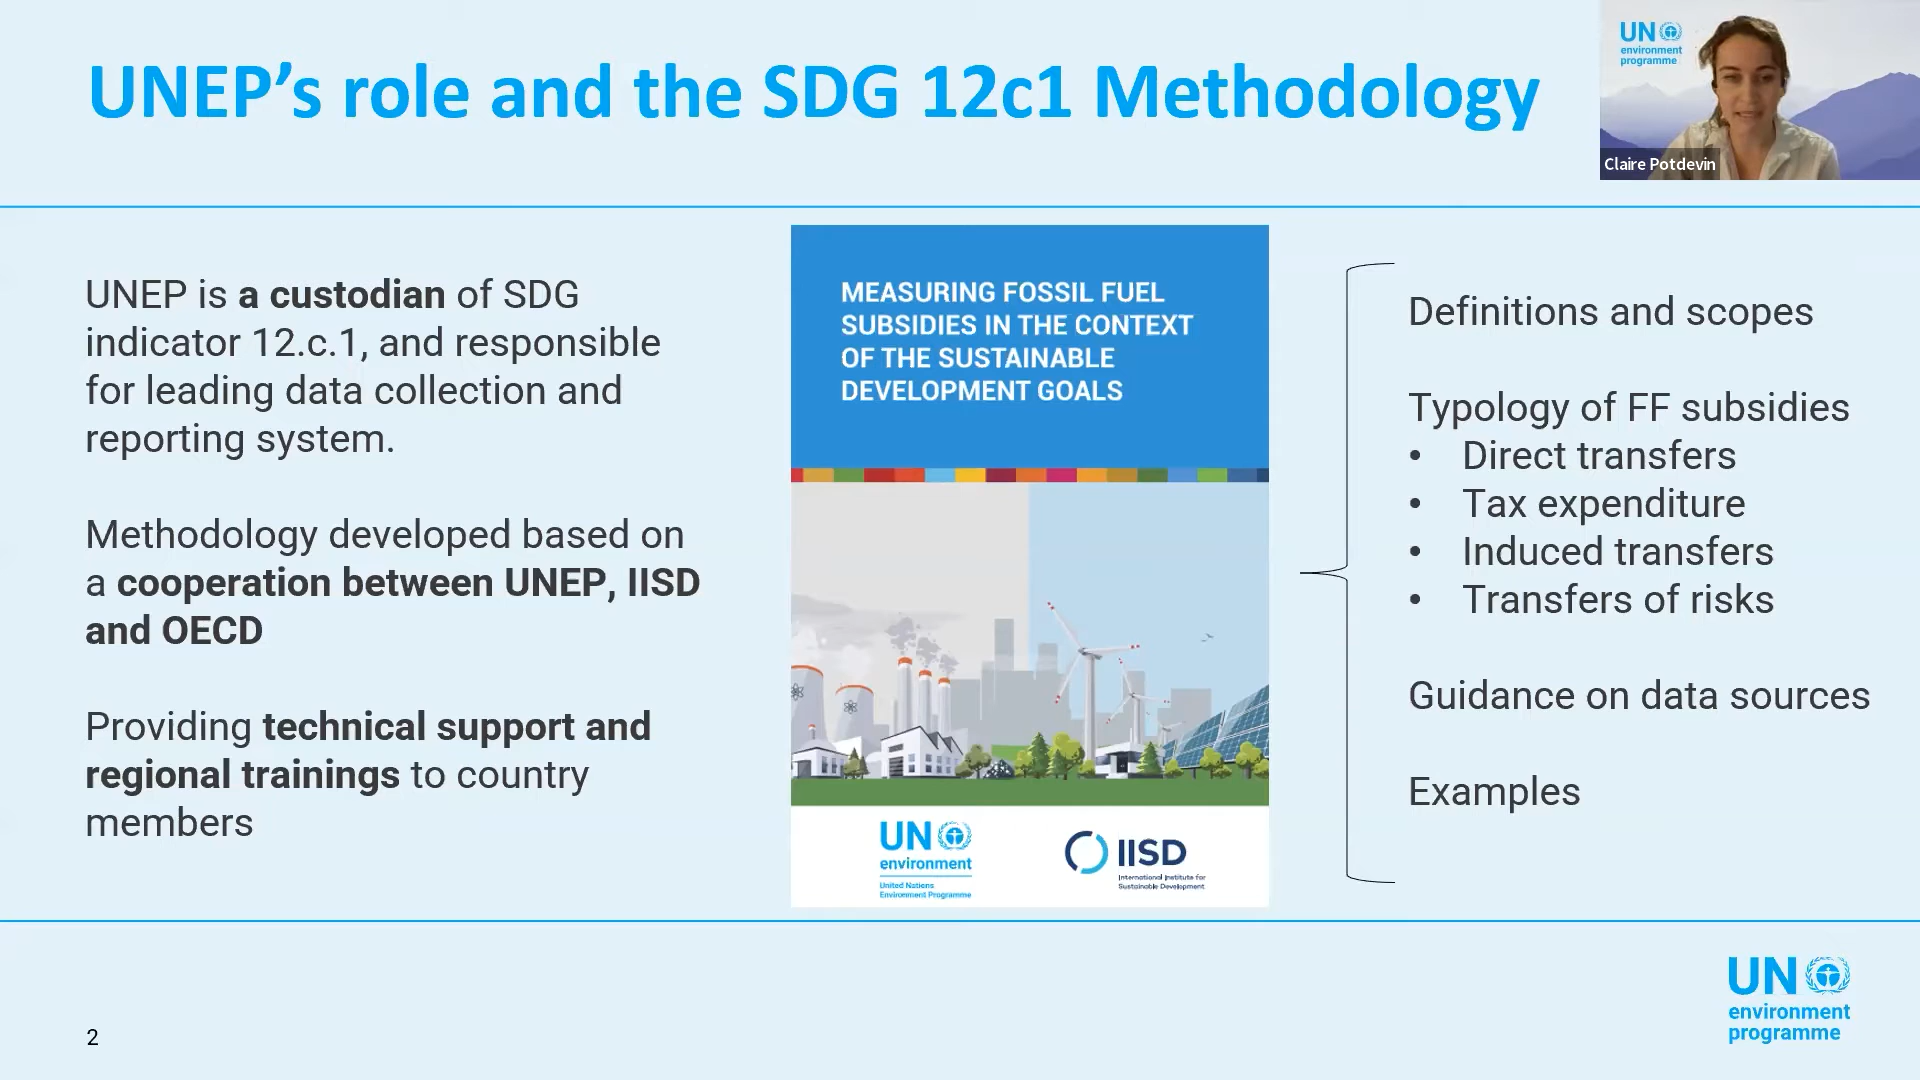 UNEP’s role and the SDG 12c1 Methodology
UN
environment
programme
Claire Potdevin
UNEP is a custodian of SDG
indicator 12.c.1, and responsible
for leading data collection and
reporting system.
Methodology developed based on
a cooperation between UNEP, IISD
and OECD
Providing technical support and
regional trainings to country
members
MEASURING FOSSIL FUEL
SUBSIDIES IN THE CONTEXT
OF THE SUSTAINABLE
DEVELOPMENT GOALS
UN
environment
United Nations
Environment Programme
IISD
International Institute for
Sustainable Development
Definitions and scopes
Typology of FF subsidies
• Direct transfers
• Tax expenditure
• Induced transfers
• Transfers of risks
Guidance on data sources
Examples
2
UN
environment
programme